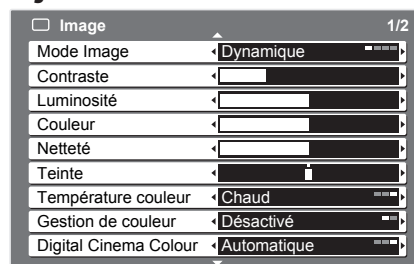 Image 1/2
Mode Image Dynamique
Contraste
Luminosité
Couleur
Netteté
Teinte
Température couleur Chaud
Gestion de couleur Désactivé
Digital Cinema Colour Automatique